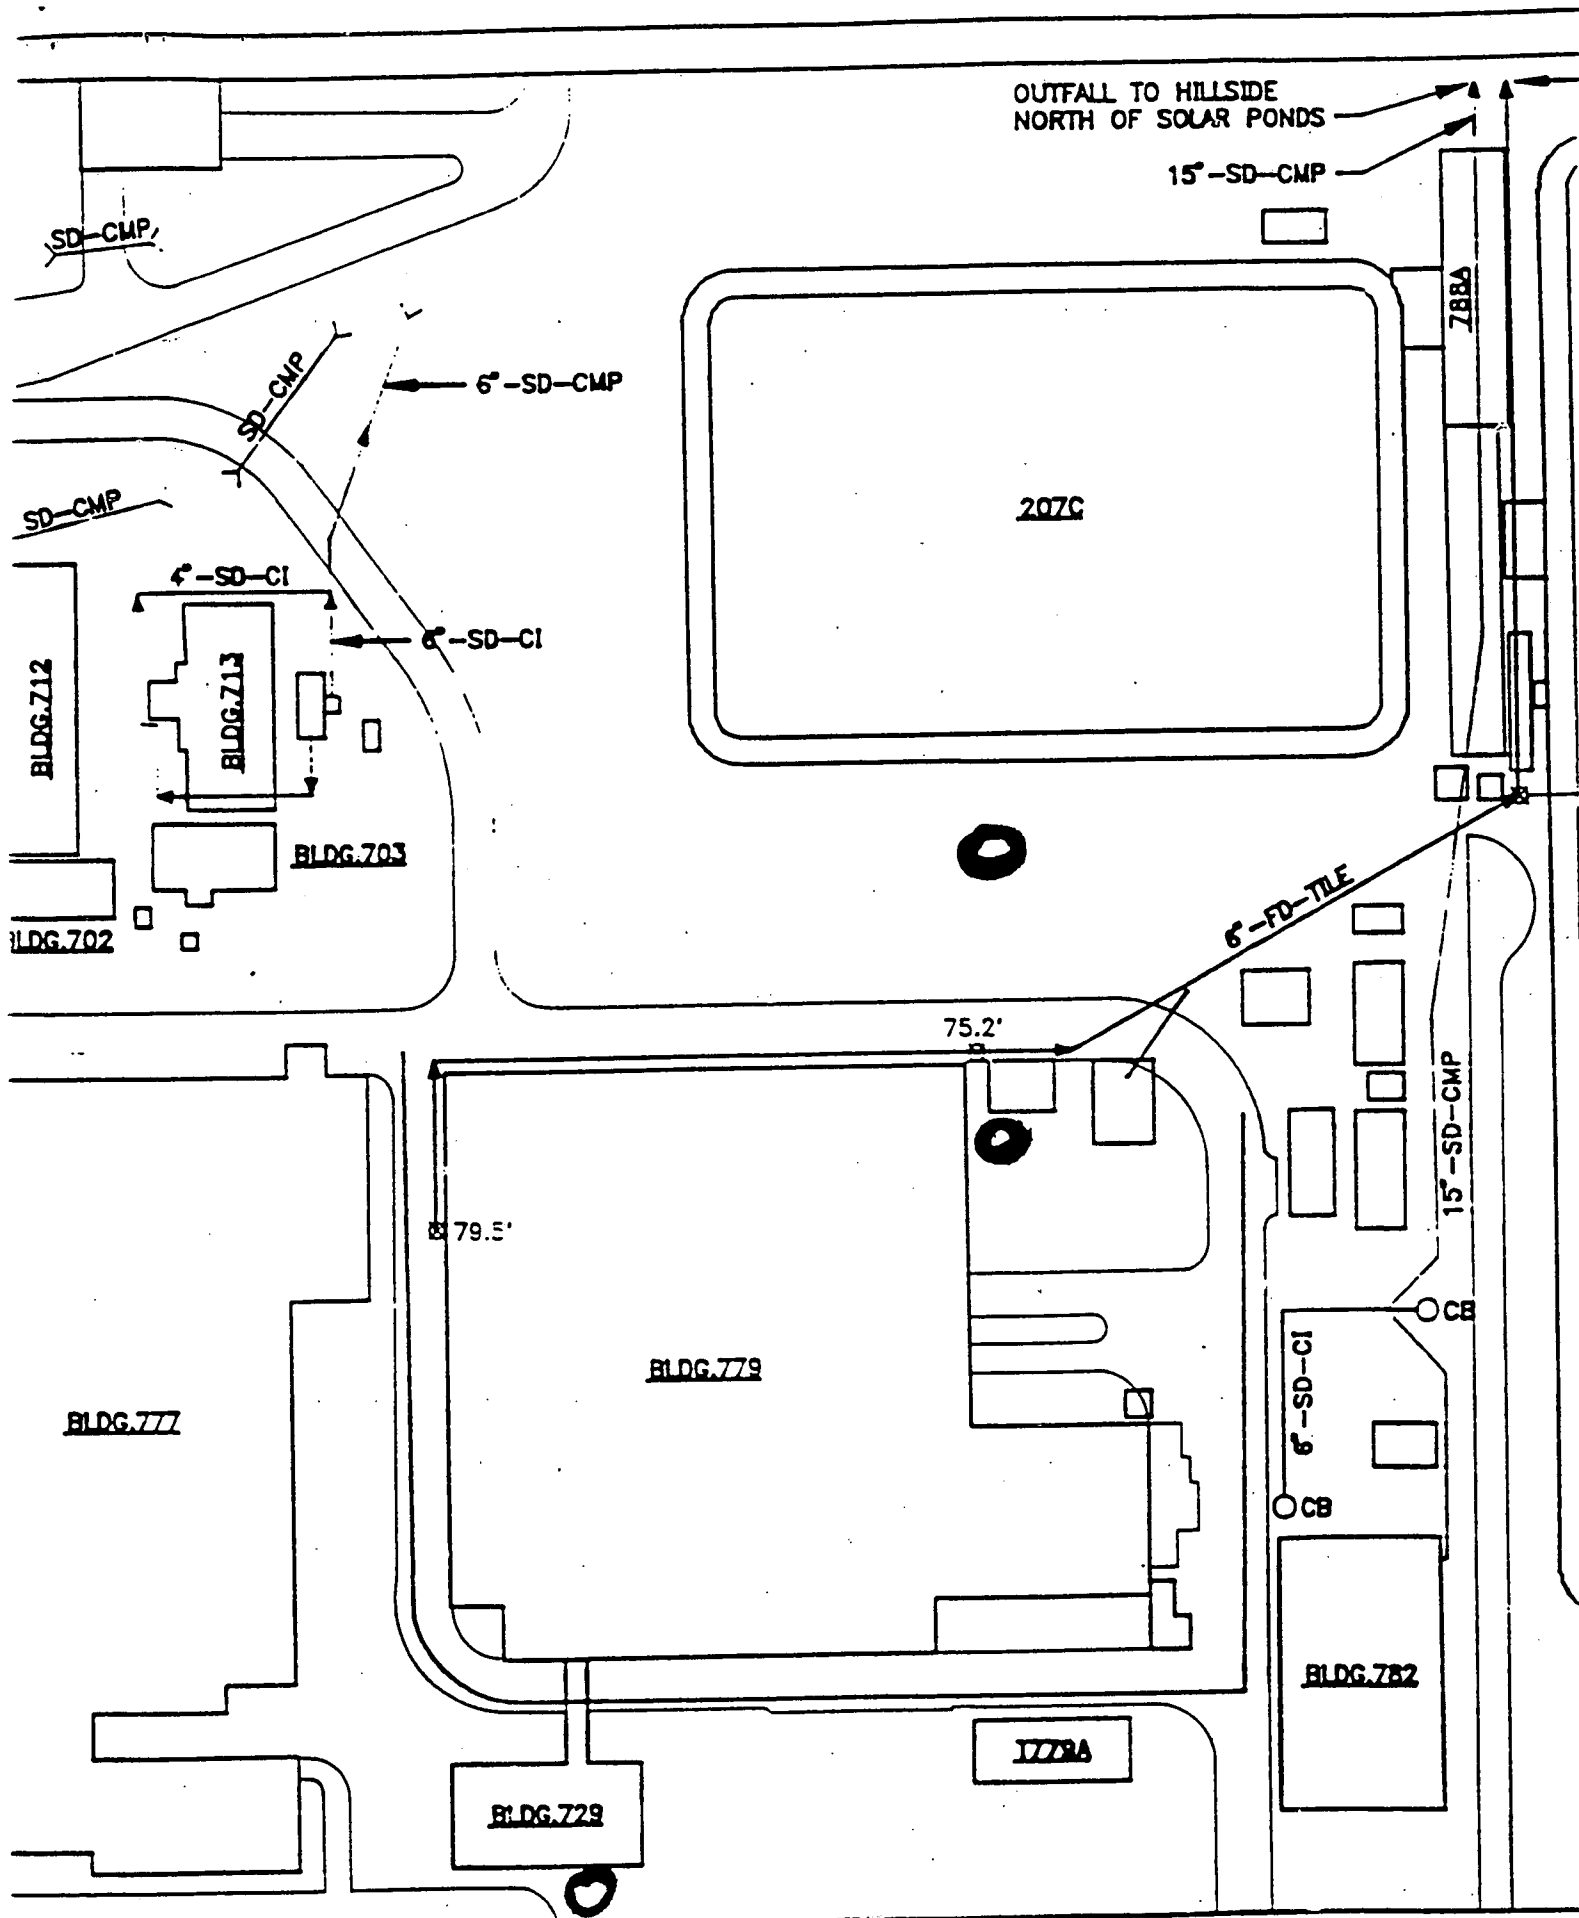 OUTFALL TO HILLSIDE
NORTH OF SOLAR PONDS
15"-SD-CMP
SD-CMP
788A
SD-CMP
6"-SD-CMP
SD-CMP
207C
4"-SD-CI
6"-SD-CI
BLDG.712
BLDG.713
BLDG.703
6"-FD-TILE
BLDG.702
75.2'
15"-SD-CMP
79.5'
CB
6"-SD-CI
BLDG.779
BLDG.777
CB
BLDG.782
T779A
BLDG.729